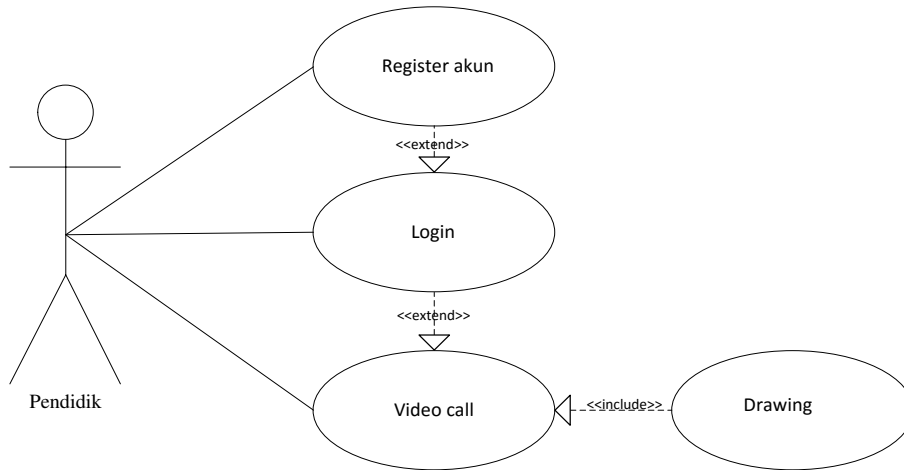 Register akun
<<extend>>
Login
<<extend>>
Pendidik
Video call
<<include>>
Drawing